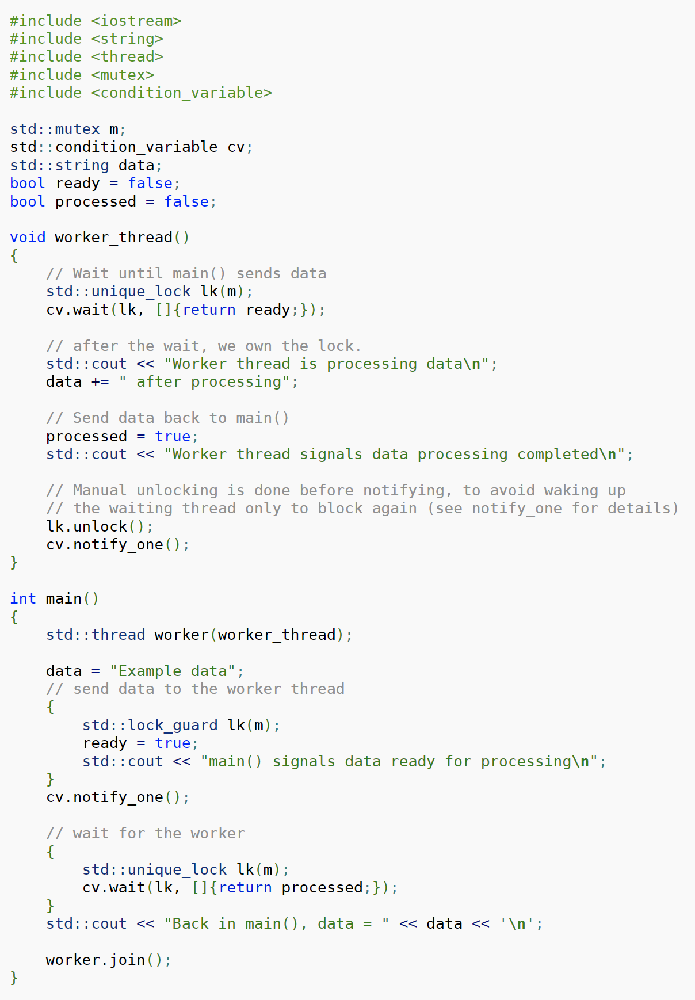 #include <iostream>
#include <string>
#include <thread>
#include <mutex>
#include <condition_variable>

std::mutex m;
std::condition_variable cv;
std::string data;
bool ready = false;
bool processed = false;

void worker_thread()
{
    // Wait until main() sends data
    std::unique_lock lk(m);
    cv.wait(lk, []{return ready;});

    // after the wait, we own the lock.
    std::cout << "Worker thread is processing data\n";
    data += " after processing";

    // Send data back to main()
    processed = true;
    std::cout << "Worker thread signals data processing completed\n";

    // Manual unlocking is done before notifying, to avoid waking up
    // the waiting thread only to block again (see notify_one for details)
    lk.unlock();
    cv.notify_one();
}

int main()
{
    std::thread worker(worker_thread);

    data = "Example data";
    // send data to the worker thread
    {
        std::lock_guard lk(m);
        ready = true;
        std::cout << "main() signals data ready for processing\n";
    }
    cv.notify_one();

    // wait for the worker
    {
        std::unique_lock lk(m);
        cv.wait(lk, []{return processed;});
    }
    std::cout << "Back in main(), data = " << data << '\n';

    worker.join();
}